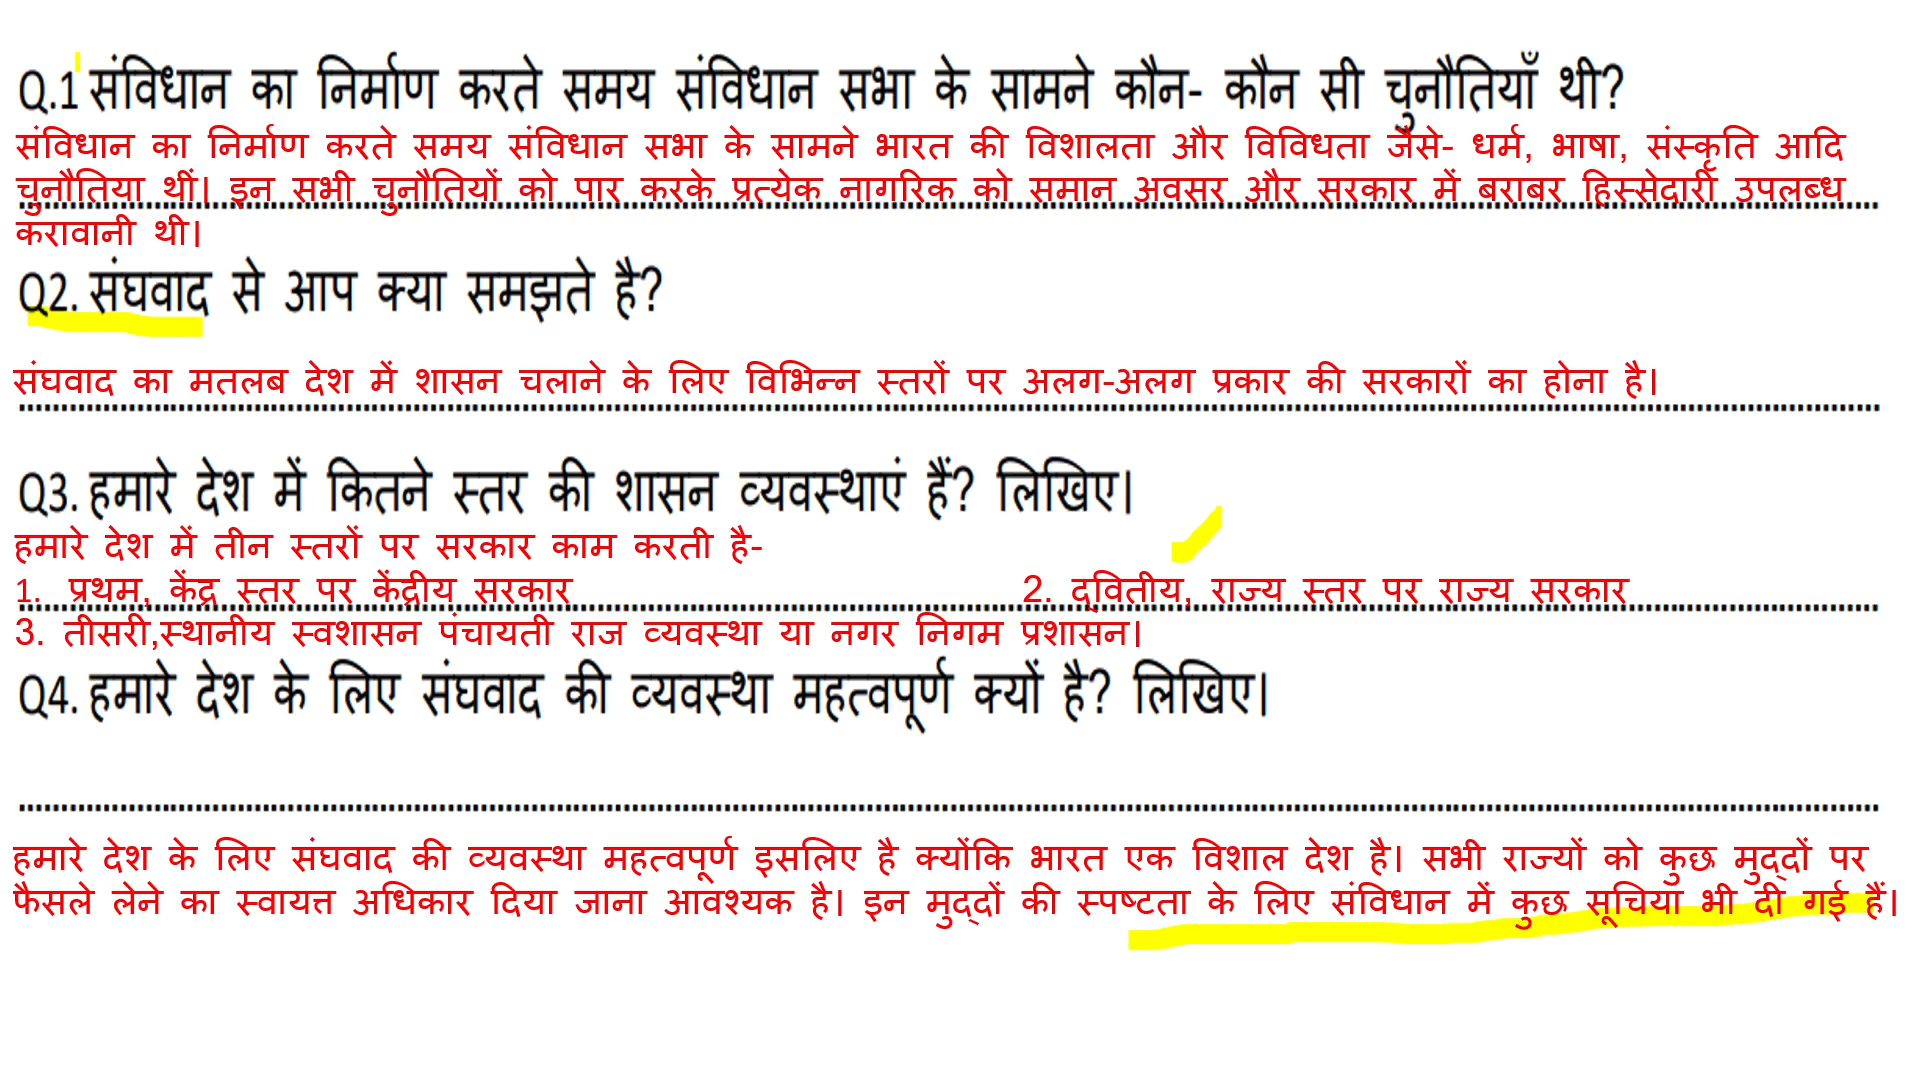 Q.1 संविधान का निर्माण करते समय संविधान सभा के सामने कौन- कौन सी चुनौतियाँ थी?
संविधान का निर्माण करते समय संविधान सभा के सामने भारत की विशालता और विविधता जैसे- धर्म, भाषा, संस्कृति आदि
चुनौतिया थीं। इन सभी चुनौतियों को पार करके प्रत्येक नागरिक को समान अवसर और सरकार में बराबर हिस्सेदारी उपलब्ध
करावानी थी।
Q2. संघवाद से आप क्या समझते है?
संघवाद का मतलब देश में शासन चलाने के लिए विभिन्न स्तरों पर अलग-अलग प्रकार की सरकारों का होना है।
Q3. हमारे देश में कितने स्तर की शासन व्यवस्थाएं हैं? लिखिए।
हमारे देश में तीन स्तरों पर सरकार काम करती है-
1. प्रथम, केंद्र स्तर पर केंद्रीय सरकार 2. द्वितीय, राज्य स्तर पर राज्य सरकार
3. तीसरी,स्थानीय स्वशासन पंचायती राज व्यवस्था या नगर निगम प्रशासन।
Q4. हमारे देश के लिए संघवाद की व्यवस्था महत्वपूर्ण क्यों है? लिखिए।
हमारे देश के लिए संघवाद की व्यवस्था महत्वपूर्ण इसलिए है क्योंकि भारत एक विशाल देश है। सभी राज्यों को कुछ मुद्दों पर
फैसले लेने का स्वायत्त अधिकार दिया जाना आवश्यक है। इन मुद्दों की स्पष्टता के लिए संविधान में कुछ सूचिया भी दी गई हैं।